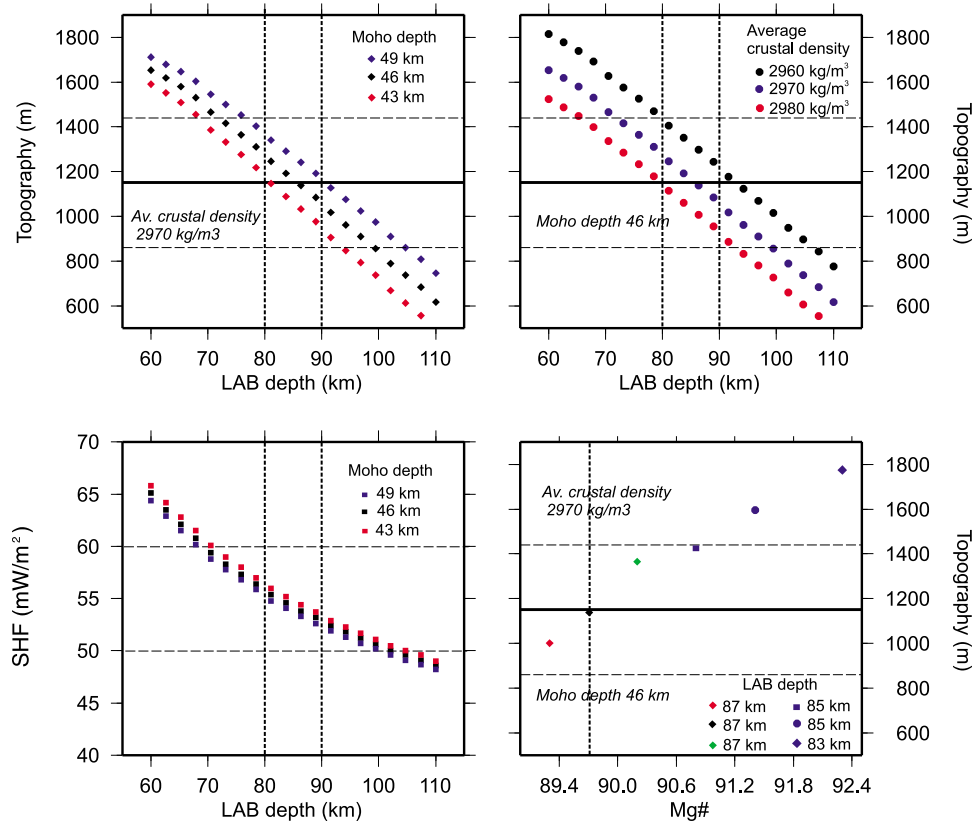 Topography (m)
1800
1600
1400
1200
1000
800
600
Moho depth
49 km
46 km
43 km
Av. crustal density
2970 kg/m3
60 70 80 90 100 110
LAB depth (km)
Average
crustal density
2960 kg/m³
2970 kg/m³
2980 kg/m³
Moho depth 46 km
1800
1600
1400
1200
1000
800
600
Topography (m)
60 70 80 90 100 110
LAB depth (km)
SHF (mW/m²)
70
65
60
55
50
45
40
Moho depth
49 km
46 km
43 km
60 70 80 90 100 110
LAB depth (km)
Av. crustal density
2970 kg/m3
Moho depth 46 km
LAB depth
87 km
87 km
87 km
85 km
85 km
83 km
1800
1600
1400
1200
1000
800
600
Topography (m)
89.4 90.0 90.6 91.2 91.8 92.4
Mg#